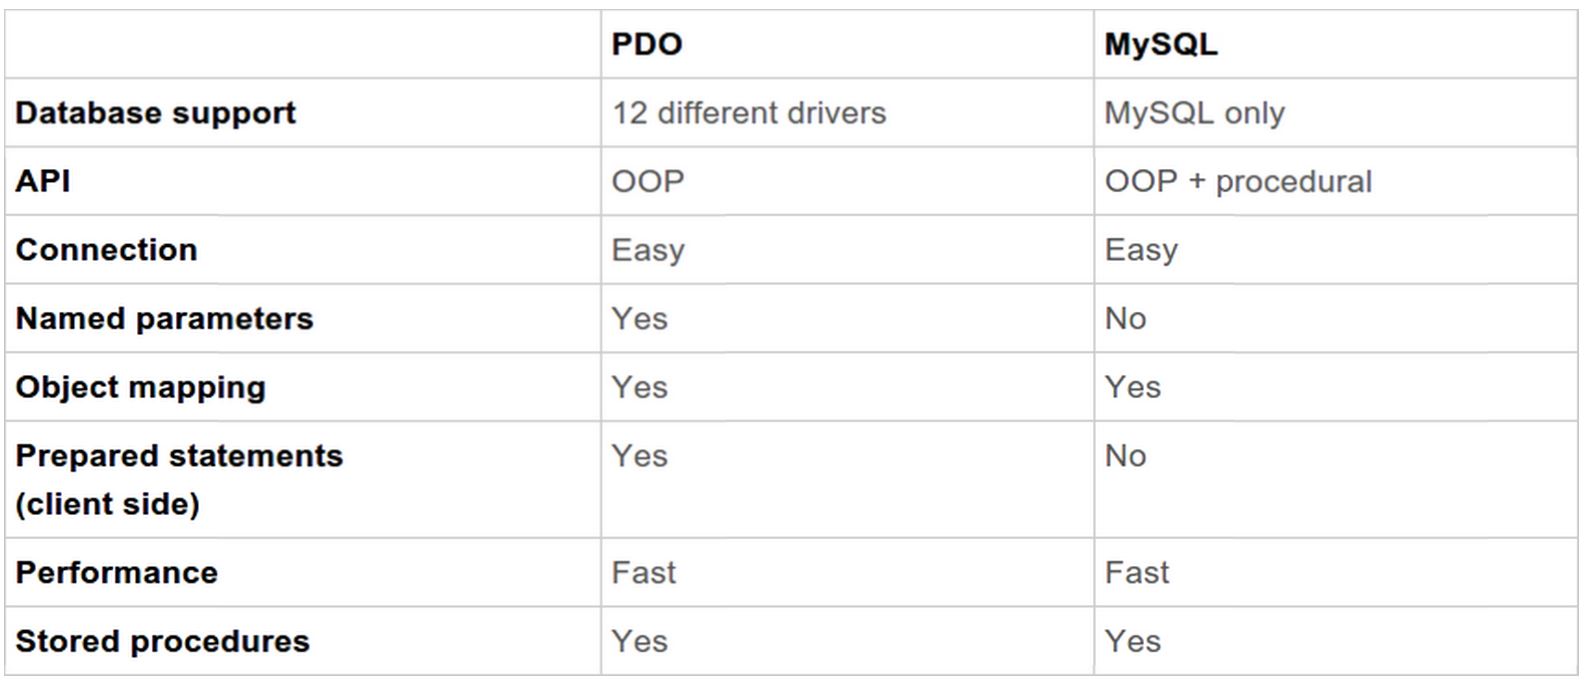 PDO MySQL
Database support 12 different drivers MySQL only
API OOP OOP + procedural
Connection Easy Easy
Named parameters Yes No
Object mapping Yes Yes
Prepared statements Yes No
(client side)
Performance Fast Fast
Stored procedures Yes Yes